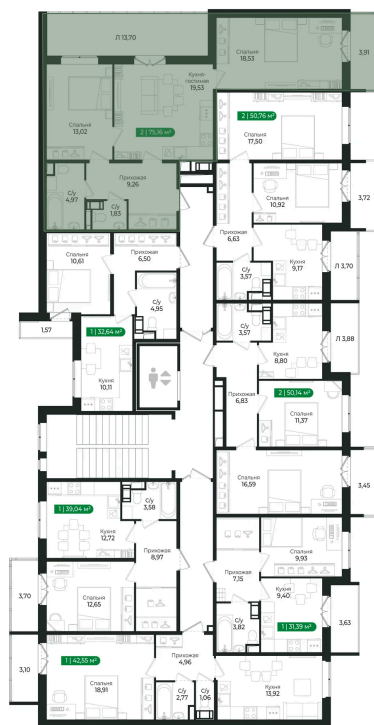 Л 13,70
Спальня
18,53
3,91
Кухня-
гостиная
19,53
Спальня
13,02
2 | 73,16 м²
2 | 50,76 м²
Спальня
17,50
Прихожая
9,26
С/у
4,97
С/у
1,83
Спальня
10,92
3,72
Прихожая
6,63
Кухня
9,17
Л 3,70
Спальня
10,61
Прихожая
6,50
С/у
3,57
С/у
4,95
1,57
1 | 32,64 м²
Кухня
10,11
С/у
3,57
Кухня
8,80
Л 3,88
Прихожая
6,83
2 | 50,14 м²
Спальня
11,37
Спальня
16,59
3,45
1 | 39,04 м²
Кухня
12,72
С/у
3,58
Прихожая
8,97
Спальня
9,93
Прихожая
7,15
Кухня
9,40
3,70
Спальня
12,65
С/у
3,82
1 | 31,39 м²
3,63
3,10
1 | 42,55 м²
Спальня
18,91
Прихожая
4,96
С/у
2,77
С/у
1,06
Кухня
13,92